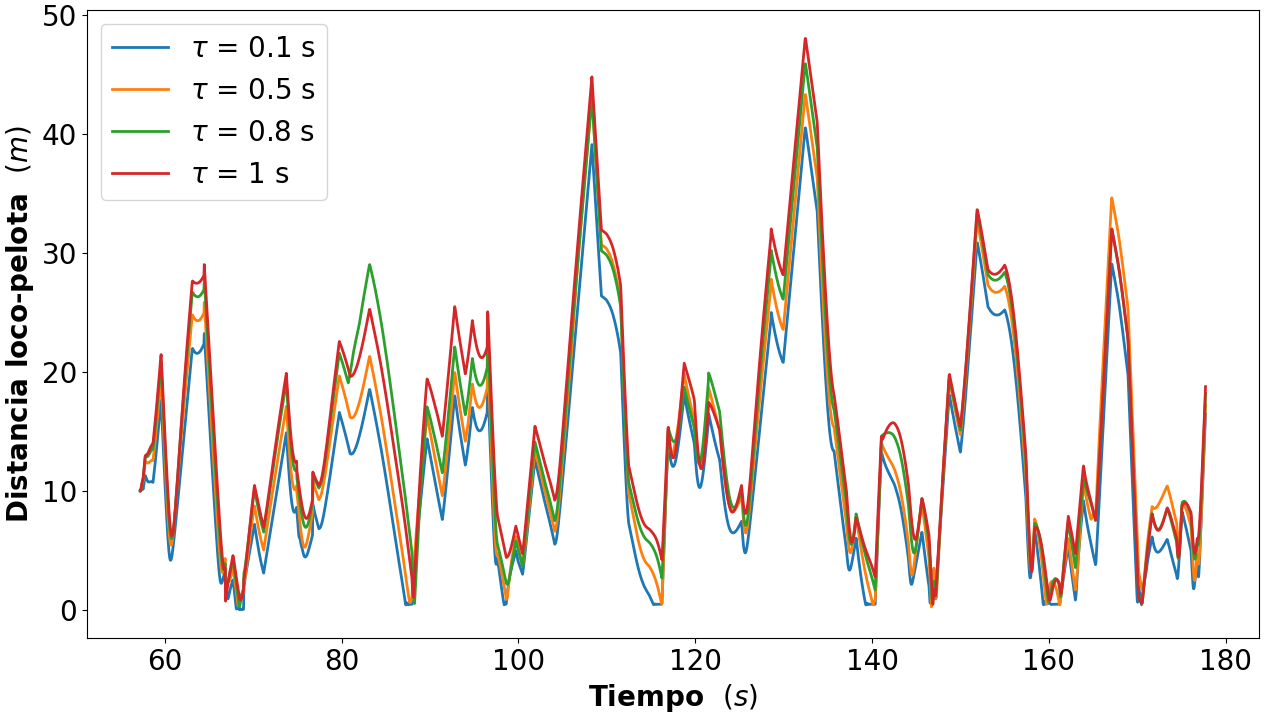 50
40
30
20
10
0
Distancia loco-pelota (m)
τ = 0.1 s
τ = 0.5 s
τ = 0.8 s
τ = 1 s
60 80 100 120 140 160 180
Tiempo (s)